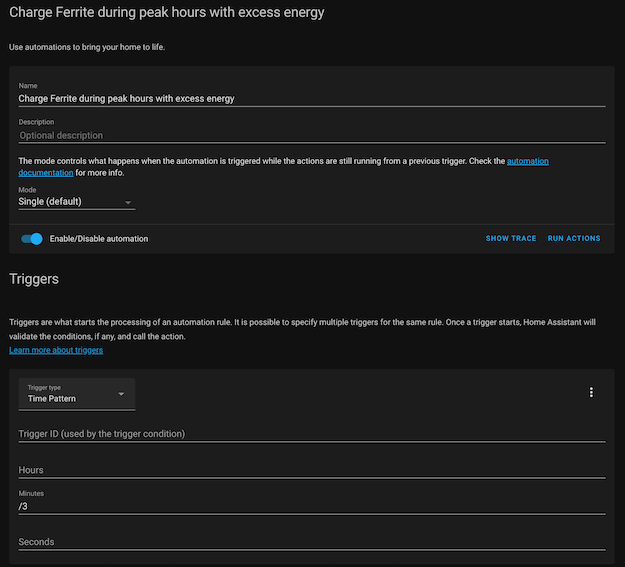 Charge Ferrite during peak hours with excess energy
Use automations to bring your home to life.
Name
Charge Ferrite during peak hours with excess energy
Description
Optional description
The mode controls what happens when the automation is triggered while the actions are still running from a previous trigger. Check the automation
documentation for more info.
Mode
Single (default)
Enable/Disable automation
SHOW TRACE RUN ACTIONS
Triggers
Triggers are what starts the processing of an automation rule. It is possible to specify multiple triggers for the same rule. Once a trigger starts, Home Assistant will
validate the conditions, if any, and call the action.
Learn more about triggers
Trigger type
Time Pattern
Trigger ID (used by the trigger condition)
Hours
Minutes
/3
Seconds